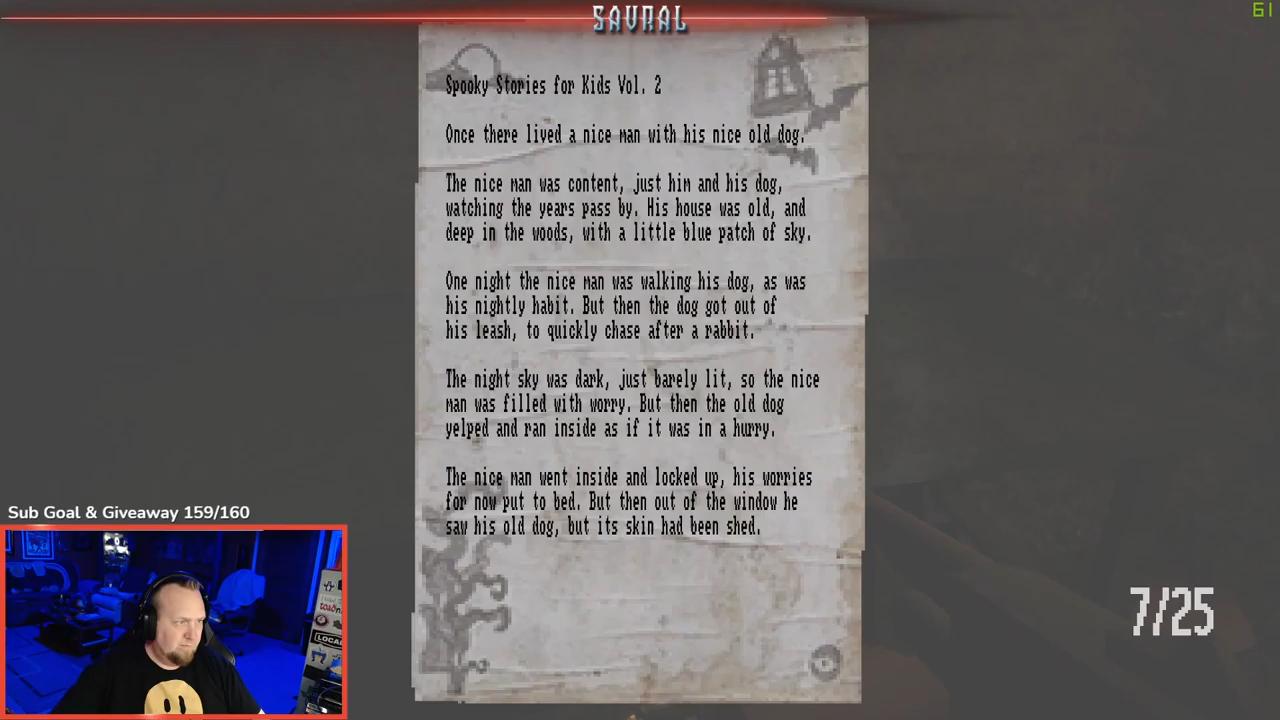 SAVRAL
61
Spooky Stories for Kids Vol. 2
Once there lived a nice man with his nice old dog.
The nice man was content, just him and his dog,
watching the years pass by. His house was old, and
deep in the woods, with a little blue patch of sky.
One night the nice man was walking his dog, as was
his nightly habit. But then the dog got out of
his leash, to quickly chase after a rabbit.
The night sky was dark, just barely lit, so the nice
man was filled with worry. But then the old dog
yelped and ran inside as if it was in a hurry.
The nice man went inside and locked up, his worries
for now put to bed. But then out of the window he
saw his old dog, but its skin had been shed.
Sub Goal & Giveaway 159/160
LOCAL
7/25